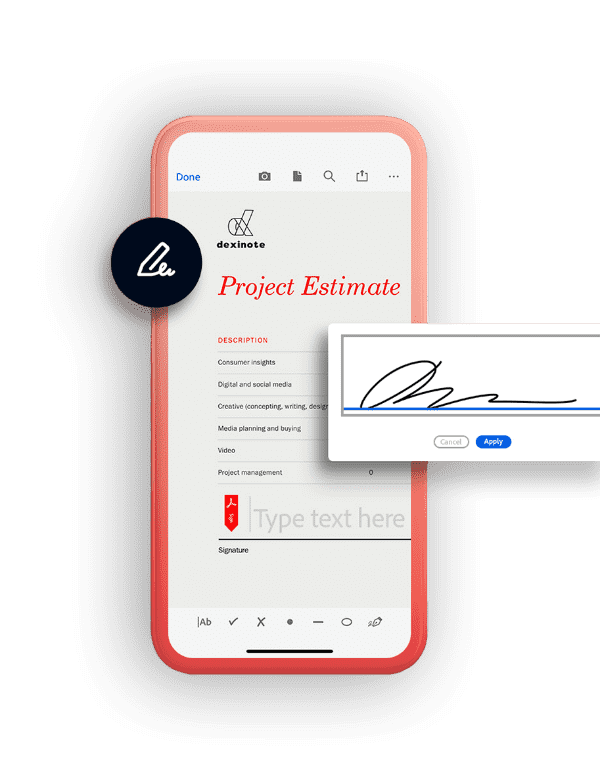 Done
dexinote
Project Estimate
DESCRIPTION
Consumer insights
Digital and social media
Creative (concepting, writing, design
Media planning and buying
Video
Project management 0
Type text here
Signature
Cancel Apply
Ab